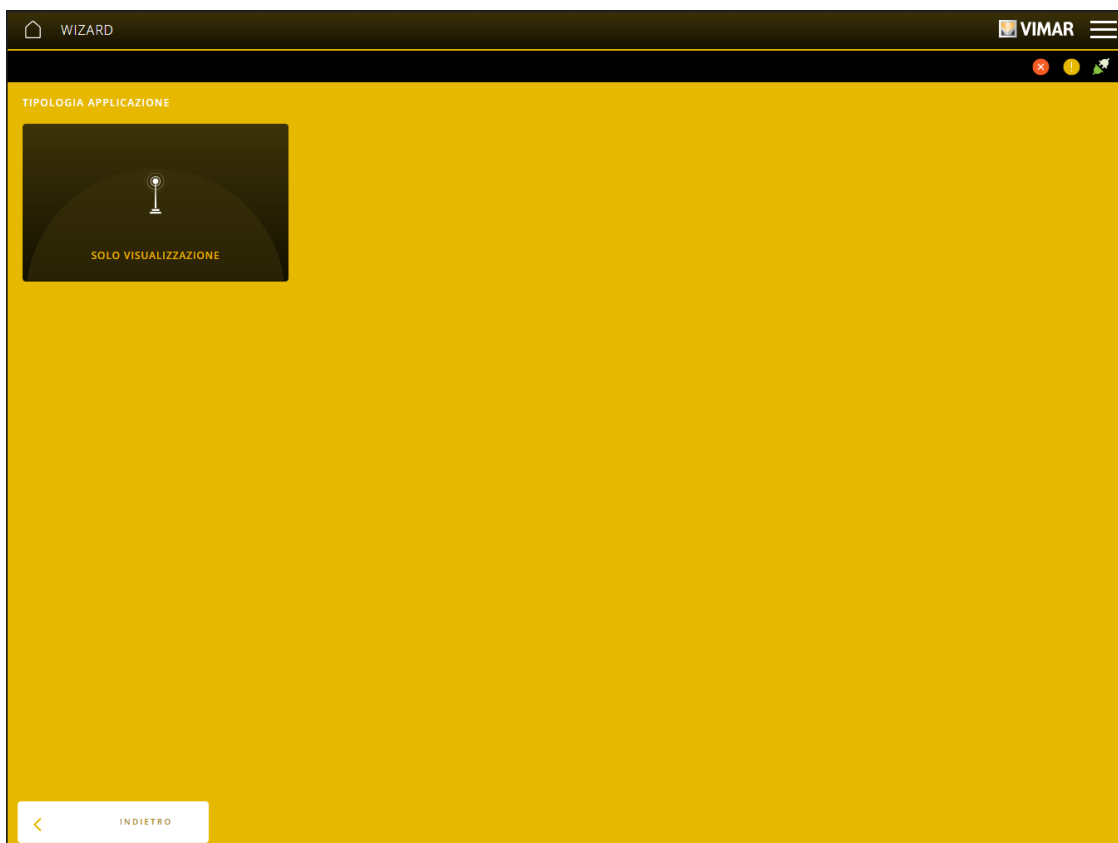 WIZARD
VIMAR
TIPOLOGIA APPLICAZIONE
SOLO VISUALIZZAZIONE
INDIETRO